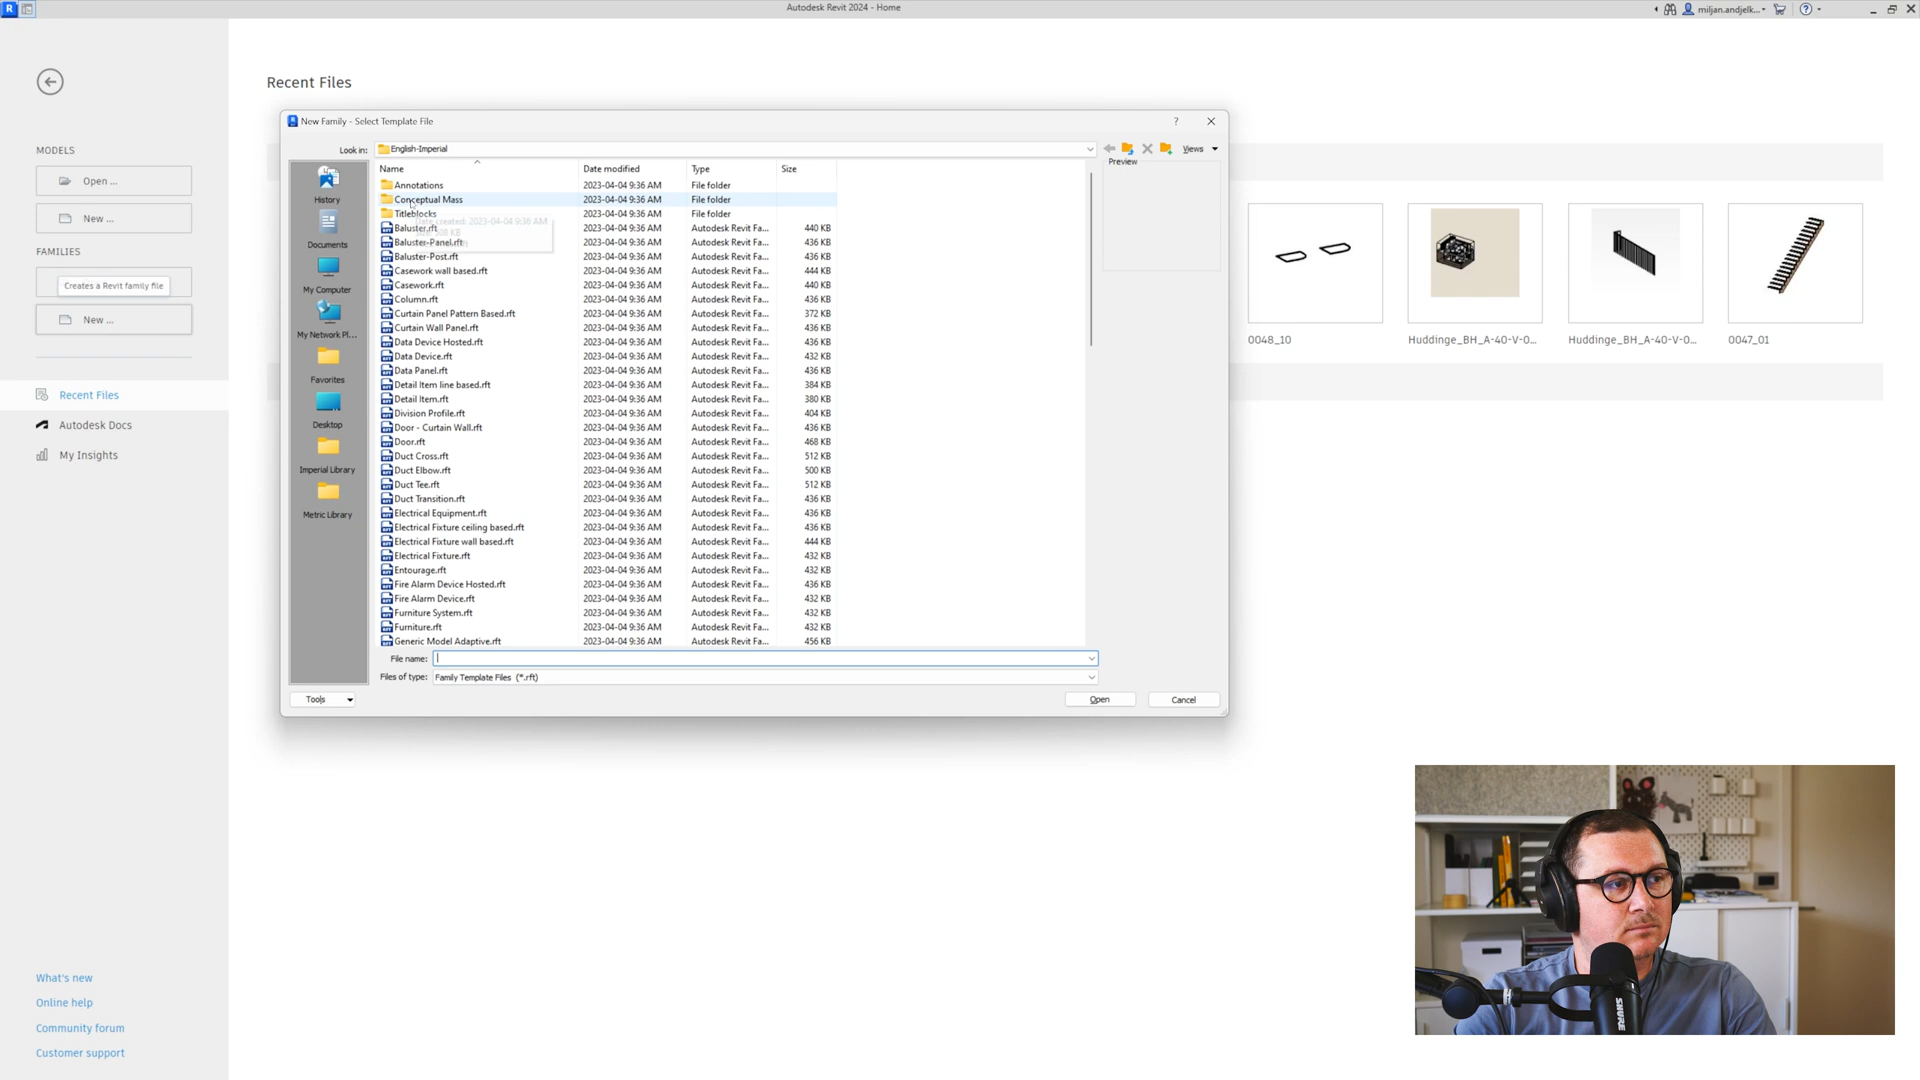 R
Autodesk Revit 2024 - Home
miljan.andjelk...
?
Recent Files
MODELS
Open ...
New ...
FAMILIES
Creates a Revit family file
New ...
Recent Files
Autodesk Docs
My Insights
What's new
Online help
Community forum
Customer support
New Family - Select Template File
?
Look in:
English-Imperial
Views
Preview
History
Documents
My Computer
My Network Pl...
Favorites
Desktop
Imperial Library
Metric Library
Name Date modified Type Size
Annotations 2023-04-04 9:36 AM File folder
Conceptual Mass 2023-04-04 9:36 AM File folder
Titleblocks 2023-04-04 9:36 AM File folder
Date created: 2023-04-04 9:36 AM
Baluster.rft 2023-04-04 9:36 AM Autodesk Revit Fa... 440 KB
Baluster-Panel.rft 2023-04-04 9:36 AM Autodesk Revit Fa... 436 KB
Baluster-Post.rft 2023-04-04 9:36 AM Autodesk Revit Fa... 436 KB
Casework wall based.rft 2023-04-04 9:36 AM Autodesk Revit Fa... 444 KB
Casework.rft 2023-04-04 9:36 AM Autodesk Revit Fa... 440 KB
Column.rft 2023-04-04 9:36 AM Autodesk Revit Fa... 436 KB
Curtain Panel Pattern Based.rft 2023-04-04 9:36 AM Autodesk Revit Fa... 372 KB
Curtain Wall Panel.rft 2023-04-04 9:36 AM Autodesk Revit Fa... 436 KB
Data Device Hosted.rft 2023-04-04 9:36 AM Autodesk Revit Fa... 436 KB
Data Device.rft 2023-04-04 9:36 AM Autodesk Revit Fa... 432 KB
Data Panel.rft 2023-04-04 9:36 AM Autodesk Revit Fa... 436 KB
Detail Item line based.rft 2023-04-04 9:36 AM Autodesk Revit Fa... 384 KB
Detail Item.rft 2023-04-04 9:36 AM Autodesk Revit Fa... 380 KB
Division Profile.rft 2023-04-04 9:36 AM Autodesk Revit Fa... 404 KB
Door - Curtain Wall.rft 2023-04-04 9:36 AM Autodesk Revit Fa... 436 KB
Door.rft 2023-04-04 9:36 AM Autodesk Revit Fa... 468 KB
Duct Cross.rft 2023-04-04 9:36 AM Autodesk Revit Fa... 512 KB
Duct Elbow.rft 2023-04-04 9:36 AM Autodesk Revit Fa... 500 KB
Duct Tee.rft 2023-04-04 9:36 AM Autodesk Revit Fa... 512 KB
Duct Transition.rft 2023-04-04 9:36 AM Autodesk Revit Fa... 436 KB
Electrical Equipment.rft 2023-04-04 9:36 AM Autodesk Revit Fa... 436 KB
Electrical Fixture ceiling based.rft 2023-04-04 9:36 AM Autodesk Revit Fa... 436 KB
Electrical Fixture wall based.rft 2023-04-04 9:36 AM Autodesk Revit Fa... 444 KB
Electrical Fixture.rft 2023-04-04 9:36 AM Autodesk Revit Fa... 432 KB
Entourage.rft 2023-04-04 9:36 AM Autodesk Revit Fa... 432 KB
Fire Alarm Device Hosted.rft 2023-04-04 9:36 AM Autodesk Revit Fa... 436 KB
Fire Alarm Device.rft 2023-04-04 9:36 AM Autodesk Revit Fa... 432 KB
Furniture System.rft 2023-04-04 9:36 AM Autodesk Revit Fa... 432 KB
Furniture.rft 2023-04-04 9:36 AM Autodesk Revit Fa... 432 KB
Generic Model Adaptive.rft 2023-04-04 9:36 AM Autodesk Revit Fa... 456 KB
File name:
Files of type: Family Template Files (*.rft)
Tools
Open
Cancel
0048_10
Huddinge_BH_A-40-V-0...
Huddinge_BH_A-40-V-0...
0047_01
SHURE